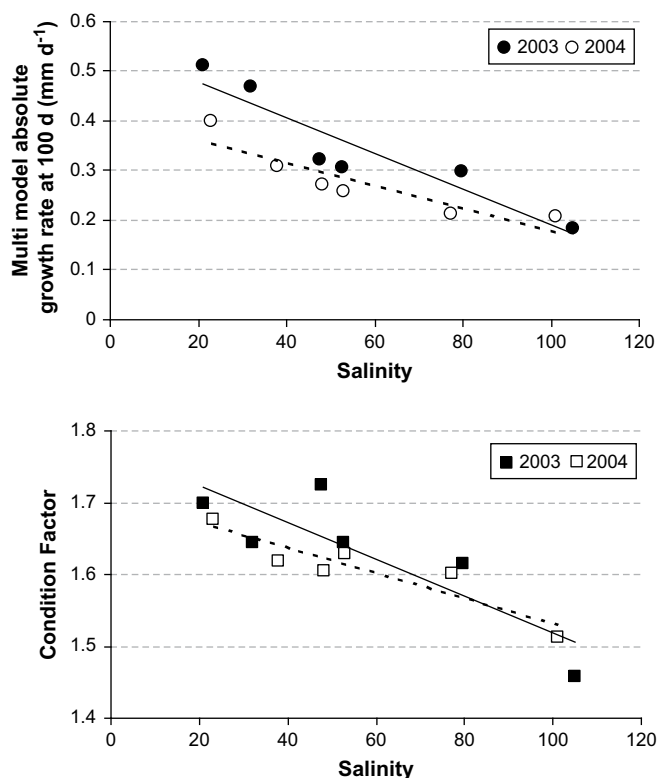 0.6
0.5
0.4
0.3
0.2
0.1
0
Multi model absolute
growth rate at 100 d (mm d-1)
2003 2004
0 20 40 60 80 100 120
Salinity
1.8
1.7
1.6
1.5
1.4
Condition Factor
2003 2004
0 20 40 60 80 100 120
Salinity